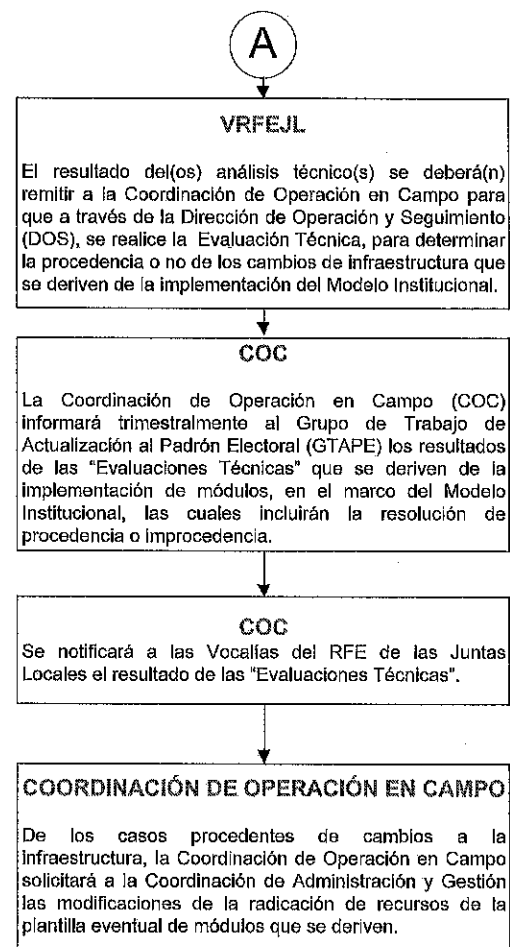 A
VRFEJL
El resultado del(os) análisis técnico(s) se deberá(n)
remitir a la Coordinación de Operación en Campo para
que a través de la Dirección de Operación y Seguimiento
(DOS), se realice la Evaluación Técnica, para determinar
la procedencia o no de los cambios de infraestructura que
se deriven de la implementación del Modelo Institucional.
COC
La Coordinación de Operación en Campo (COC)
informará trimestralmente al Grupo de Trabajo de
Actualización al Padrón Electoral (GTAPE) los resultados
de las "Evaluaciones Técnicas" que se deriven de la
implementación de módulos, en el marco del Modelo
Institucional, las cuales incluirán la resolución de
procedencia o improcedencia.
COC
Se notificará a las Vocalías del RFE de las Juntas
Locales el resultado de las "Evaluaciones Técnicas".
COORDINACIÓN DE OPERACIÓN EN CAMPO
De los casos procedentes de cambios a la
infraestructura, la Coordinación de Operación en Campo
solicitará a la Coordinación de Administración y Gestión
las modificaciones de la radicación de recursos de la
plantilla eventual de módulos que se deriven.